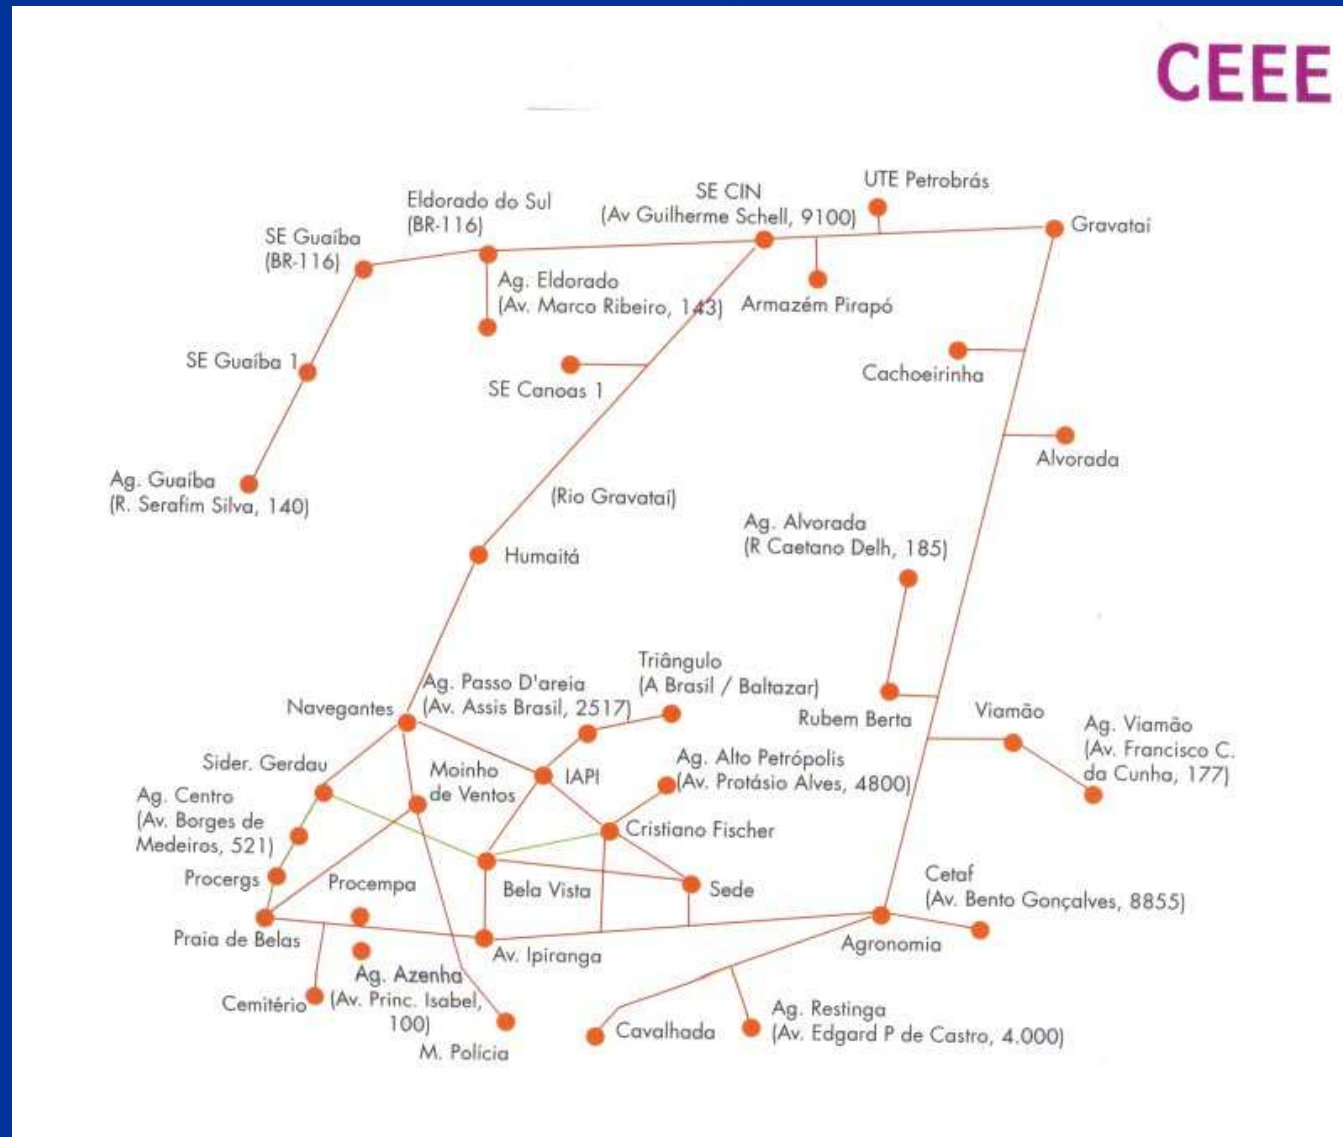 CEEE
UTE Petrobrás
SE CIN
(Av Guilherme Schell, 9100)
Eldorado do Sul
(BR-116)
Gravataí
SE Guaíba
(BR-116)
Ag. Eldorado
(Av. Marco Ribeiro, 143)
Armazém Pirapó
SE Guaíba 1
SE Canoas 1
Cachoeirinha
Alvorada
Ag. Guaíba
(R. Serafim Silva, 140)
(Rio Gravataí)
Ag. Alvorada
(R Caetano Delh, 185)
Humaitá
Triângulo
(A Brasil / Baltazar)
Ag. Passo D'areia
(Av. Assis Brasil, 2517)
Navegantes
Rubem Berta
Viamão
Ag. Viamão
(Av. Francisco C.
da Cunha, 177)
Sider. Gerdau
Moinho
de Ventos
IAPI
Ag. Alto Petrópolis
(Av. Protásio Alves, 4800)
Ag. Centro
(Av. Borges de
Medeiros, 521)
Cristiano Fischer
Procergs
Procempa
Bela Vista
Sede
Cetaf
(Av. Bento Gonçalves, 8855)
Praia de Belas
Av. Ipiranga
Agronomia
Ag. Azenha
(Av. Princ. Isabel,
100)
Cemitério
M. Polícia
Cavalhada
Ag. Restinga
(Av. Edgard P de Castro, 4.000)